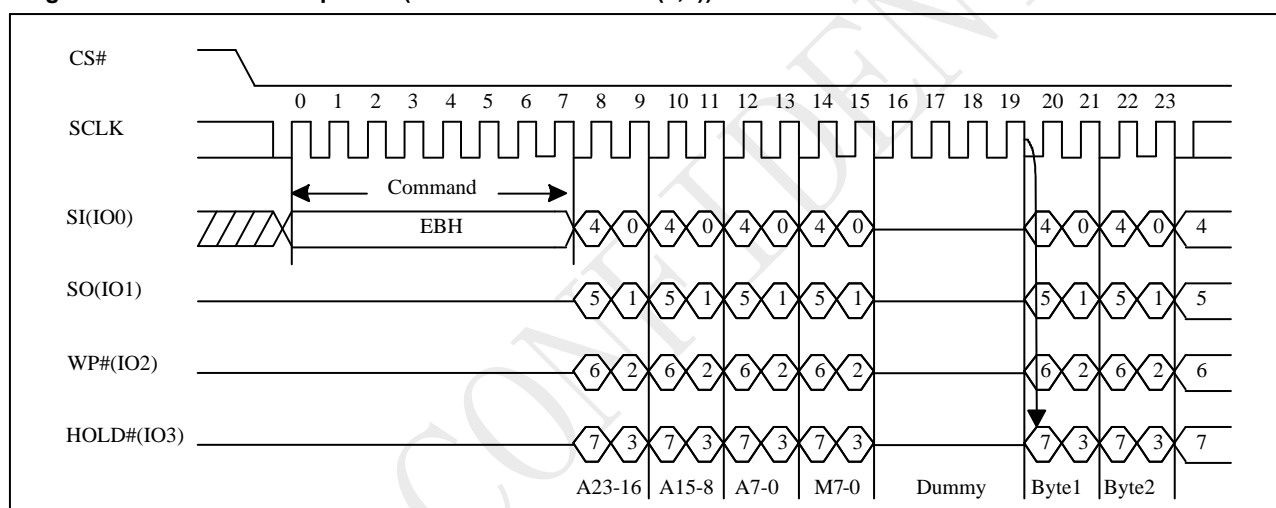 CS#
0 1 2 3 4 5 6 7 8 9 10 11 12 13 14 15 16 17 18 19 20 21 22 23
SCLK
Command
SI(IO0) EBH 4 0 4 0 4 0 4 0 4 0 4 0 4
SO(IO1) 5 1 5 1 5 1 5 1 5 1 5 1 5
WP#(IO2) 6 2 6 2 6 2 6 2 6 2 6 2 6
HOLD#(IO3) 7 3 7 3 7 3 7 3 7 3 7 3 7
A23-16 A15-8 A7-0 M7-0 Dummy Byte1 Byte2